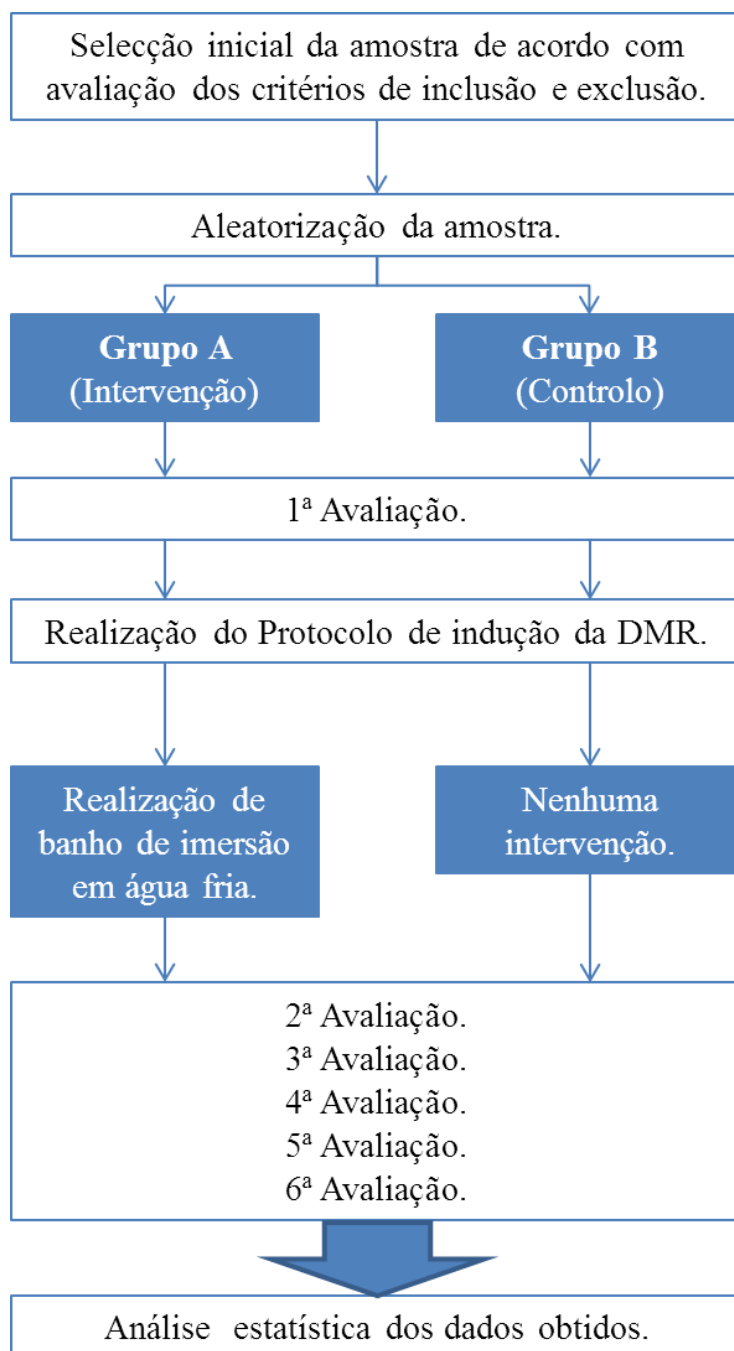 Selecção inicial da amostra de acordo com
avaliação dos critérios de inclusão e exclusão.
Aleatorização da amostra.
Grupo A
(Intervenção)
Grupo B
(Controlo)
1ª Avaliação.
Realização do Protocolo de indução da DMR.
Realização de
banho de imersão
em água fria.
Nenhuma
intervenção.
2ª Avaliação.
3ª Avaliação.
4ª Avaliação.
5ª Avaliação.
6ª Avaliação.
Análise estatística dos dados obtidos.